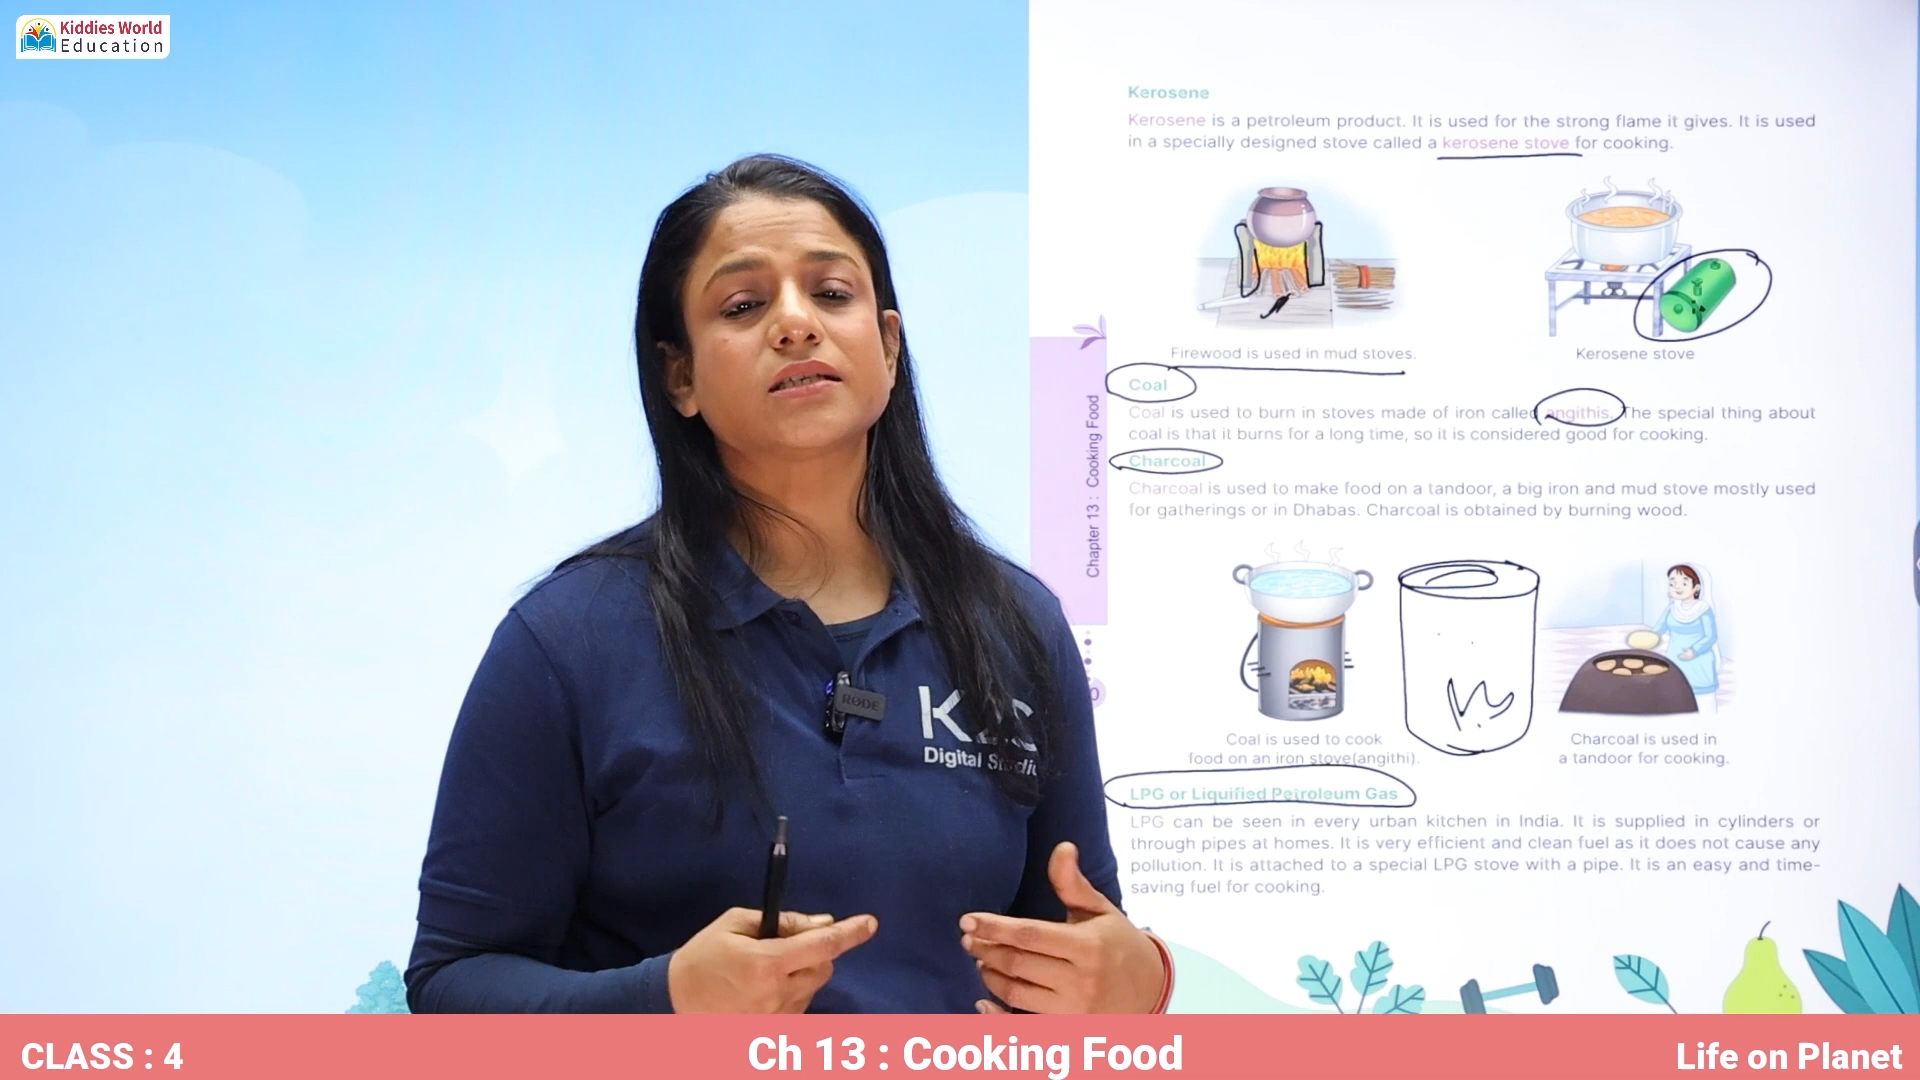 Kiddies World
Education
Kerosene
Kerosene is a petroleum product. It is used for the strong flame it gives. It is used
in a specially designed stove called a kerosene stove for cooking.
Firewood is used in mud stoves.
Kerosene stove
Coal
Coal is used to burn in stoves made of iron called angithis. The special thing about
coal is that it burns for a long time, so it is considered good for cooking.
Charcoal
Charcoal is used to make food on a tandoor, a big iron and mud stove mostly used
for gatherings or in Dhabas. Charcoal is obtained by burning wood.
Chapter 13 : Cooking Food
Coal is used to cook
food on an iron stove(angithi).
Charcoal is used in
a tandoor for cooking.
LPG or Liquified Petroleum Gas
LPG can be seen in every urban kitchen in India. It is supplied in cylinders or
through pipes at homes. It is very efficient and clean fuel as it does not cause any
pollution. It is attached to a special LPG stove with a pipe. It is an easy and time-
saving fuel for cooking.
RØDE
Digital
CLASS : 4
Ch 13 : Cooking Food
Life on Planet